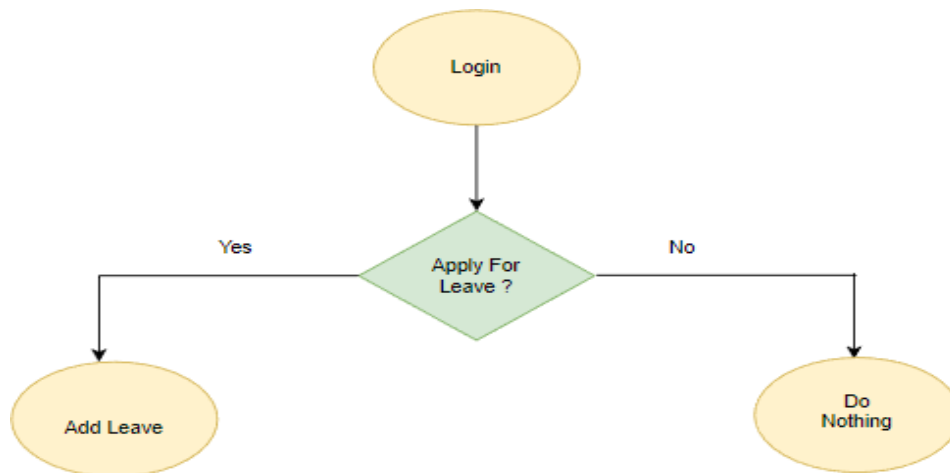 Login
Yes
No
Apply For
Leave ?
Add Leave
Do
Nothing